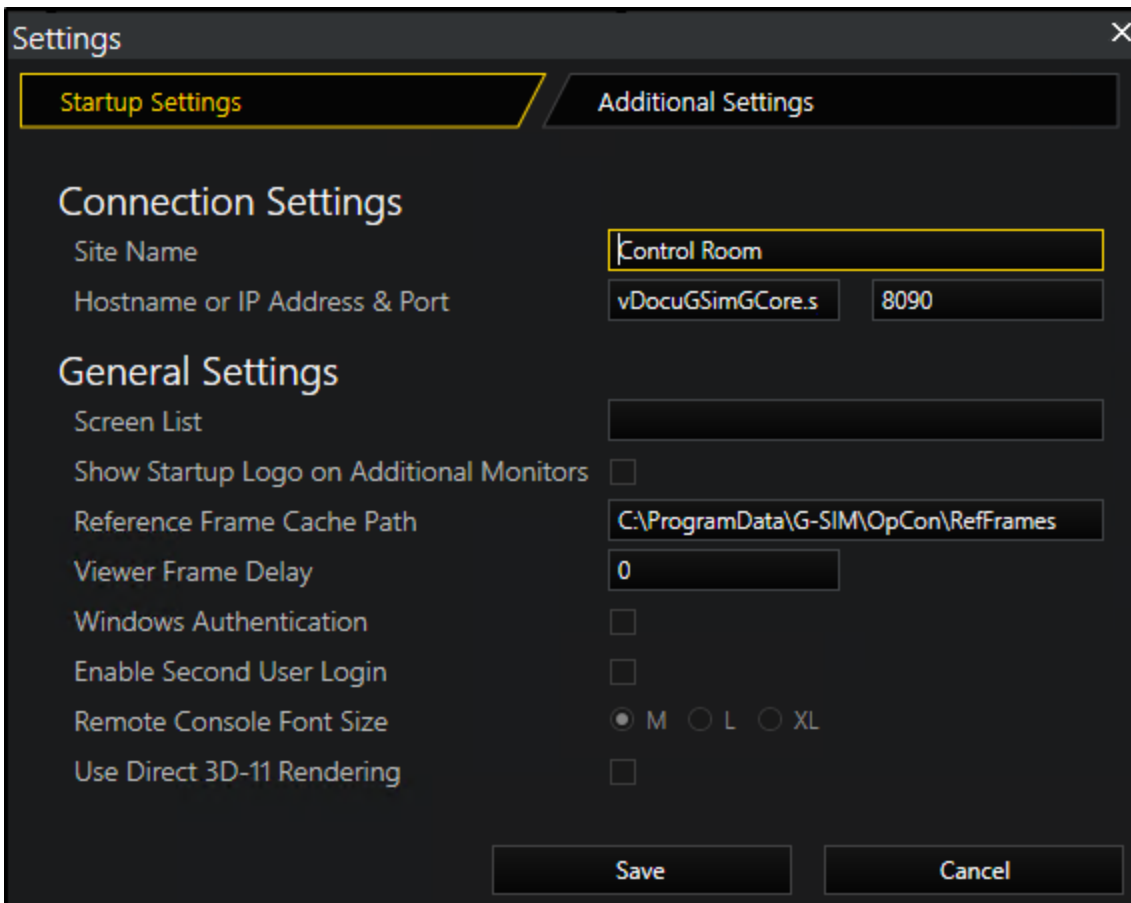 Settings
Startup Settings Additional Settings
Connection Settings
Site Name Control Room
Hostname or IP Address & Port vDocuGSimGCore.s 8090
General Settings
Screen List
Show Startup Logo on Additional Monitors
Reference Frame Cache Path C:\ProgramData\G-SIM\OpCon\RefFrames
Viewer Frame Delay 0
Windows Authentication
Enable Second User Login
Remote Console Font Size M L XL
Use Direct 3D-11 Rendering
Save Cancel